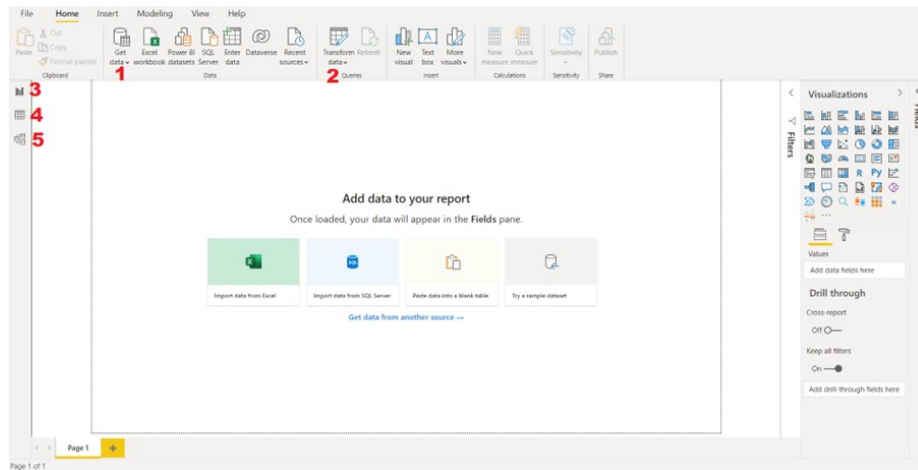 File Home Insert Modeling View Help
Paste
Cut
Copy
Format painter
Clipboard
Get data
Excel workbook
Power BI datasets
SQL Server
Enter data
Dataverse
Recent sources
Data
Transform data
Refresh
Queries
New visual
Text box
More visuals
Insert
New measure
Quick measure
Calculations
Sensitivity
Sensitivity
Publish
Share
1
2
3
4
5
Add data to your report
Once loaded, your data will appear in the Fields pane.
Import data from Excel
SQL
Import data from SQL Server
Paste data into a blank table
Try a sample dataset
Get data from another source →
Filters
Visualizations
Fields
R Py
...
Values
Add data fields here
Drill through
Cross-report
Off
Keep all filters
On
Add drill-through fields here
Page 1
Page 1 of 1